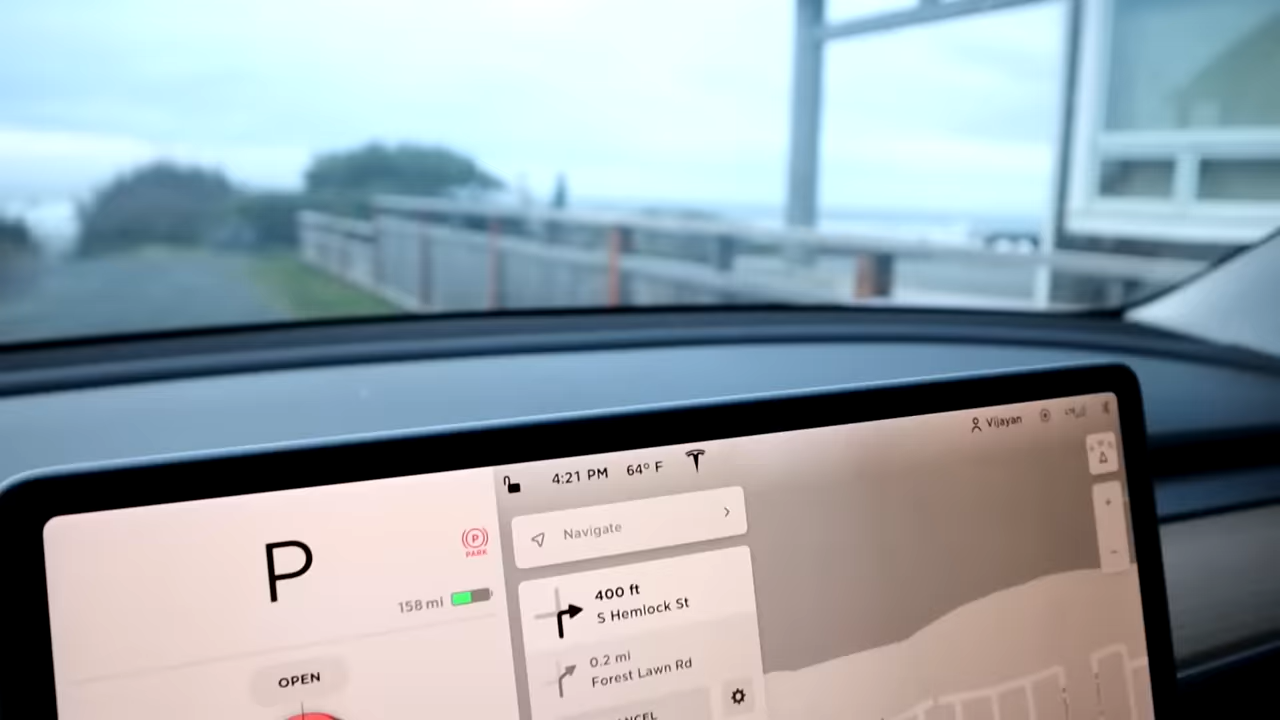 4:21 PM 64° F
Vijayan
LTE
P
P
PARK
158 mi
OPEN
Navigate
400 ft
S Hemlock St
0.2 mi
Forest Lawn Rd